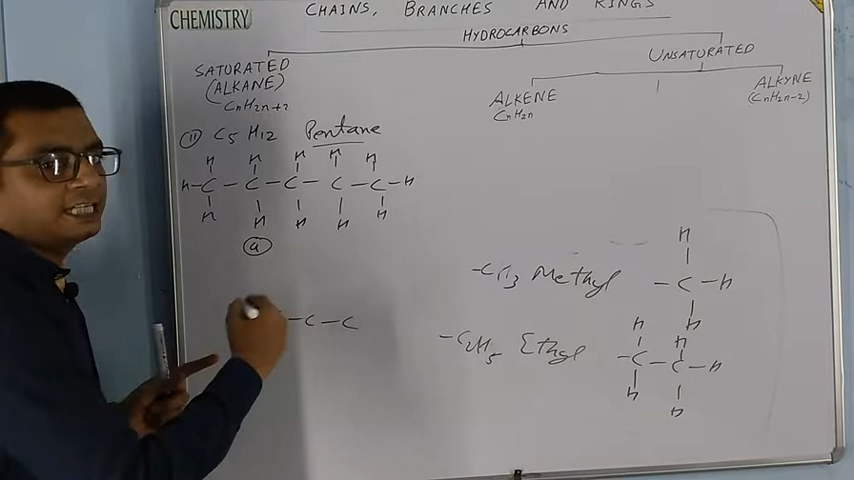 CHEMISTRY
CHAINS, BRANCHES AND RINGS
HYDROCARBONS
SATURATED
(ALKANE)
CnH2n+2
UNSATURATED
ALKENE
CnH2n
ALKYNE
(CnH2n-2)
(ii) C5 H12 Pentane
H H H H H
H-C-C-C-C-C-H
H H H H H
(a)
-C-C
-CH3 Methyl
H
-C-H
H
-C2H5 Ethyl
H H
-C-C-H
H H